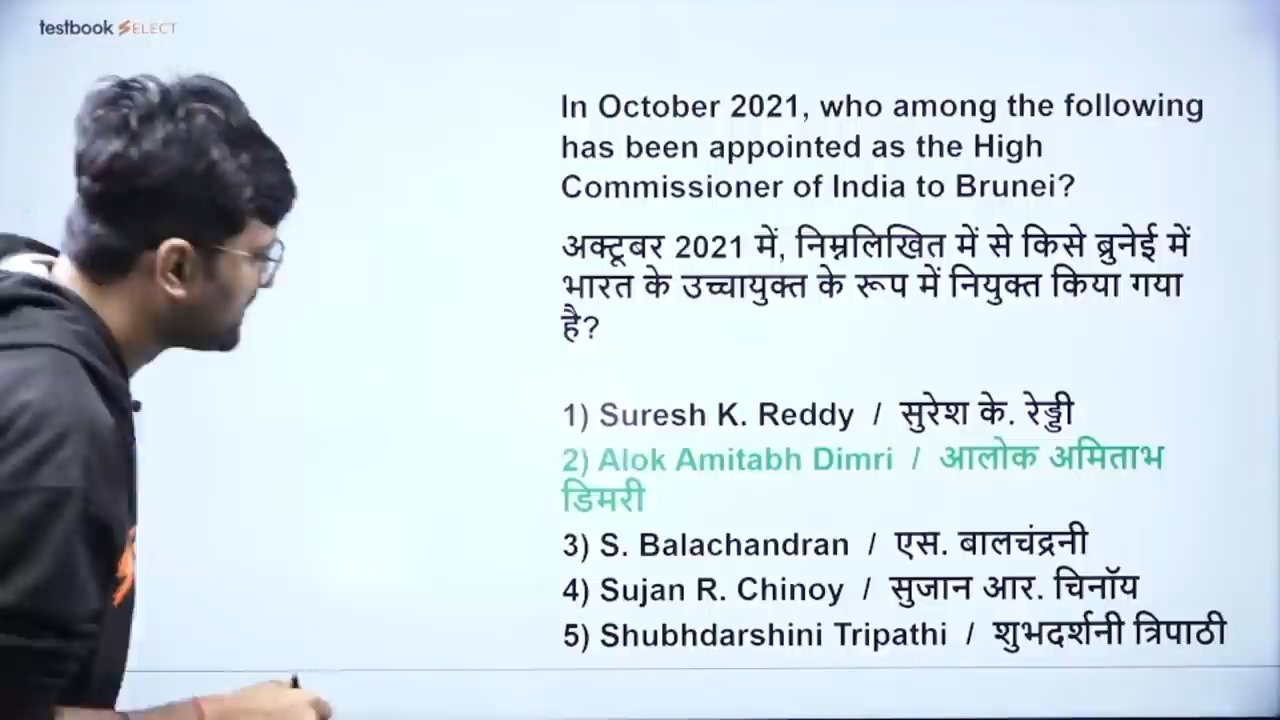 testbook SELECT
In October 2021, who among the following
has been appointed as the High
Commissioner of India to Brunei?
अक्टूबर 2021 में, निम्नलिखित में से किसे ब्रुनेई में
भारत के उच्चायुक्त के रूप में नियुक्त किया गया
है?
1) Suresh K. Reddy / सुरेश के. रेड्डी
2) Alok Amitabh Dimri / आलोक अमिताभ
डिमरी
3) S. Balachandran / एस. बालचंद्रनी
4) Sujan R. Chinoy / सुजान आर. चिनॉय
5) Shubhdarshini Tripathi / शुभदर्शनी त्रिपाठी